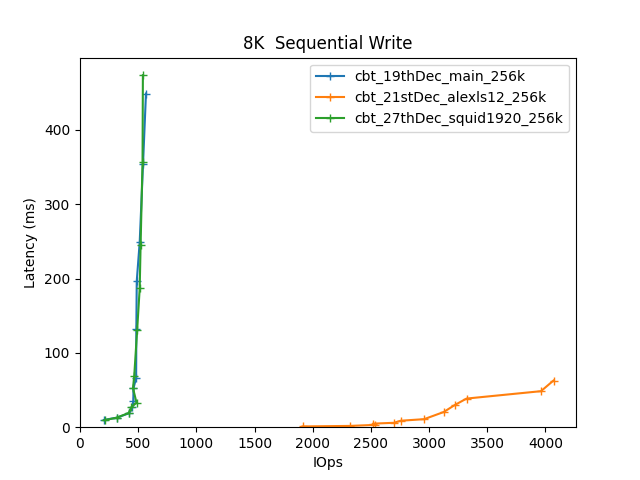 8K  Sequential Write
cbt_19thDec_main_256k
cbt_21stDec_alexls12_256k
cbt_27thDec_squid1920_256k
Latency (ms)
400
300
200
100
0
0 500 1000 1500 2000 2500 3000 3500 4000
IOps